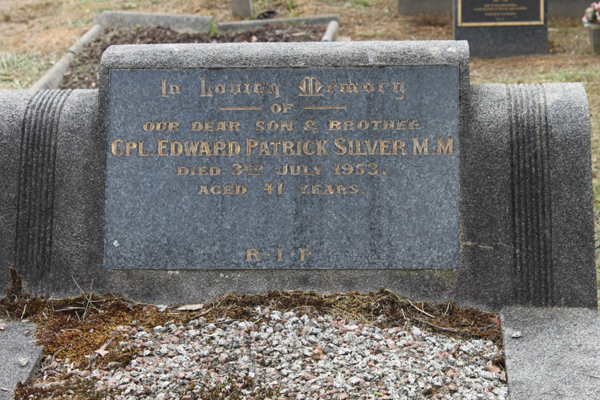 In Loving Memory
OF
OUR DEAR SON & BROTHER
CPL. EDWARD PATRICK SILVER M.M
DIED 3RD JULY 1953.
AGED 41 YEARS.
R·I·P